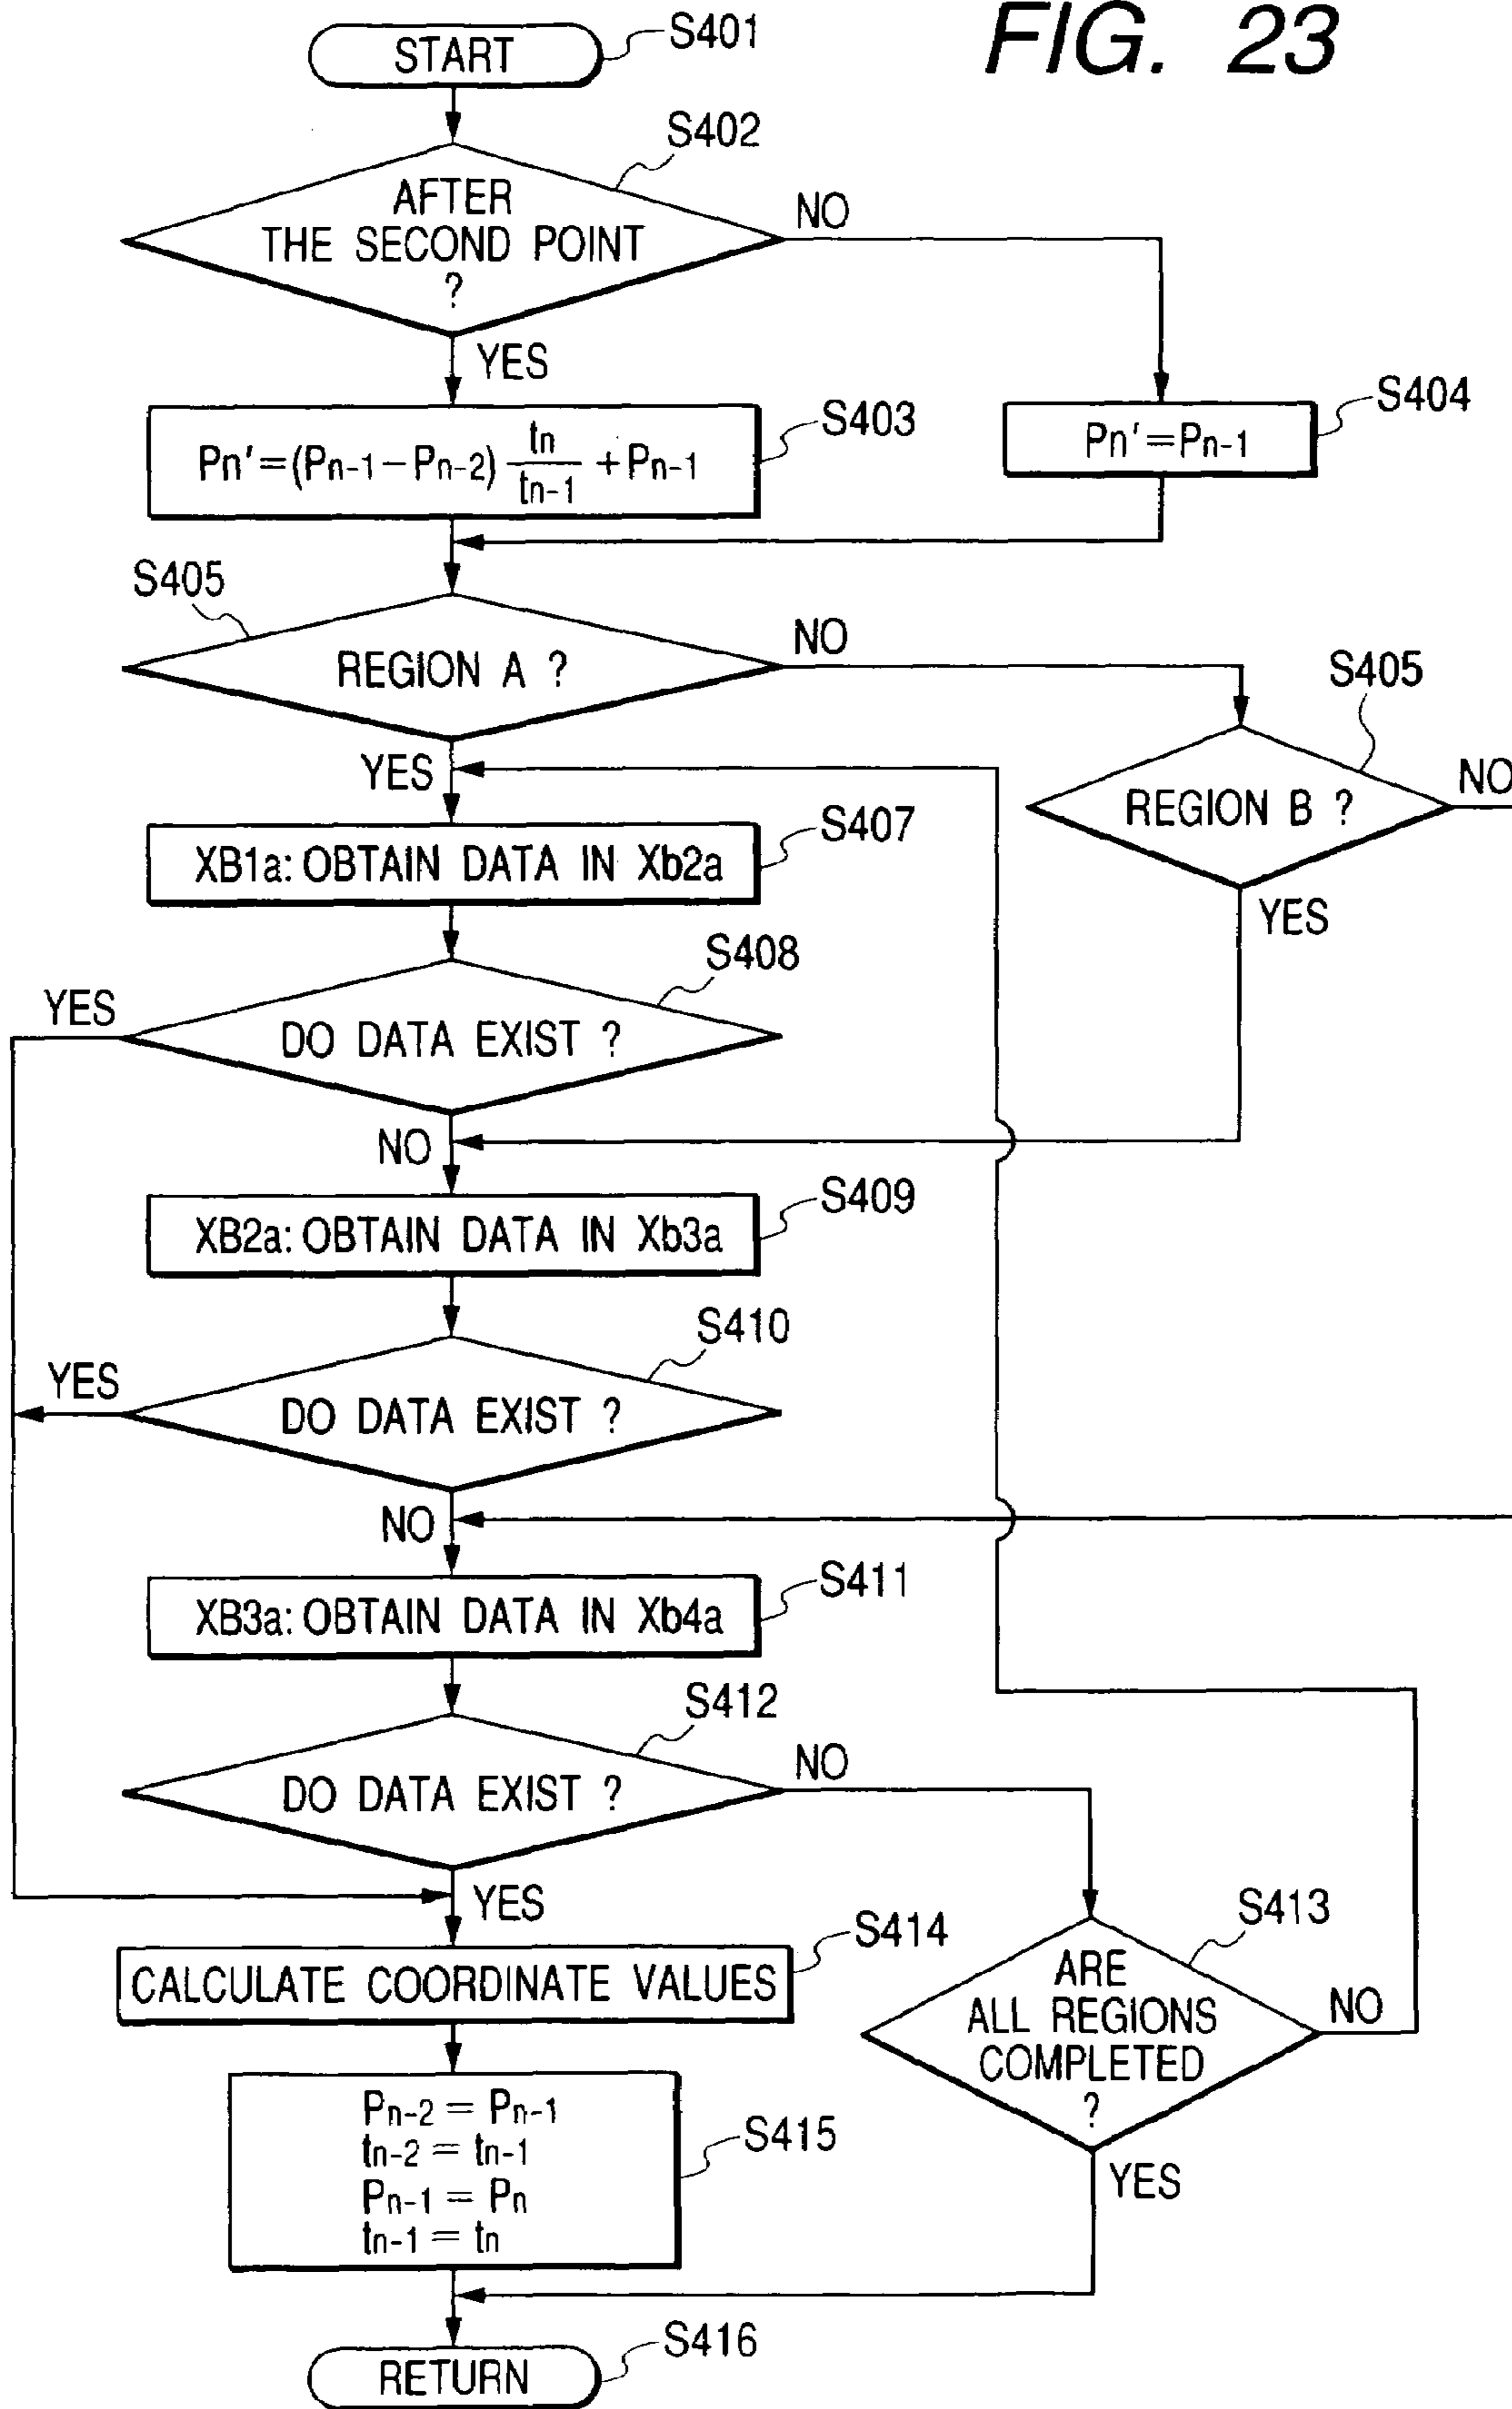 FIG. 23
START
S401
S402
AFTER
THE SECOND POINT
?
NO
YES
S403
Pn'=(Pn-1−Pn-2) tn/tn-1 +Pn-1
S404
Pn'=Pn-1
S405
REGION A ?
NO
YES
S405
REGION B ?
NO
YES
S407
XB1a: OBTAIN DATA IN Xb2a
S408
YES
DO DATA EXIST ?
NO
S409
XB2a: OBTAIN DATA IN Xb3a
S410
YES
DO DATA EXIST ?
NO
S411
XB3a: OBTAIN DATA IN Xb4a
S412
DO DATA EXIST ?
NO
YES
S413
ARE
ALL REGIONS
COMPLETED
?
NO
YES
S414
CALCULATE COORDINATE VALUES
S415
Pn-2 = Pn-1
tn-2 = tn-1
Pn-1 = Pn
tn-1 = tn
S416
RETURN